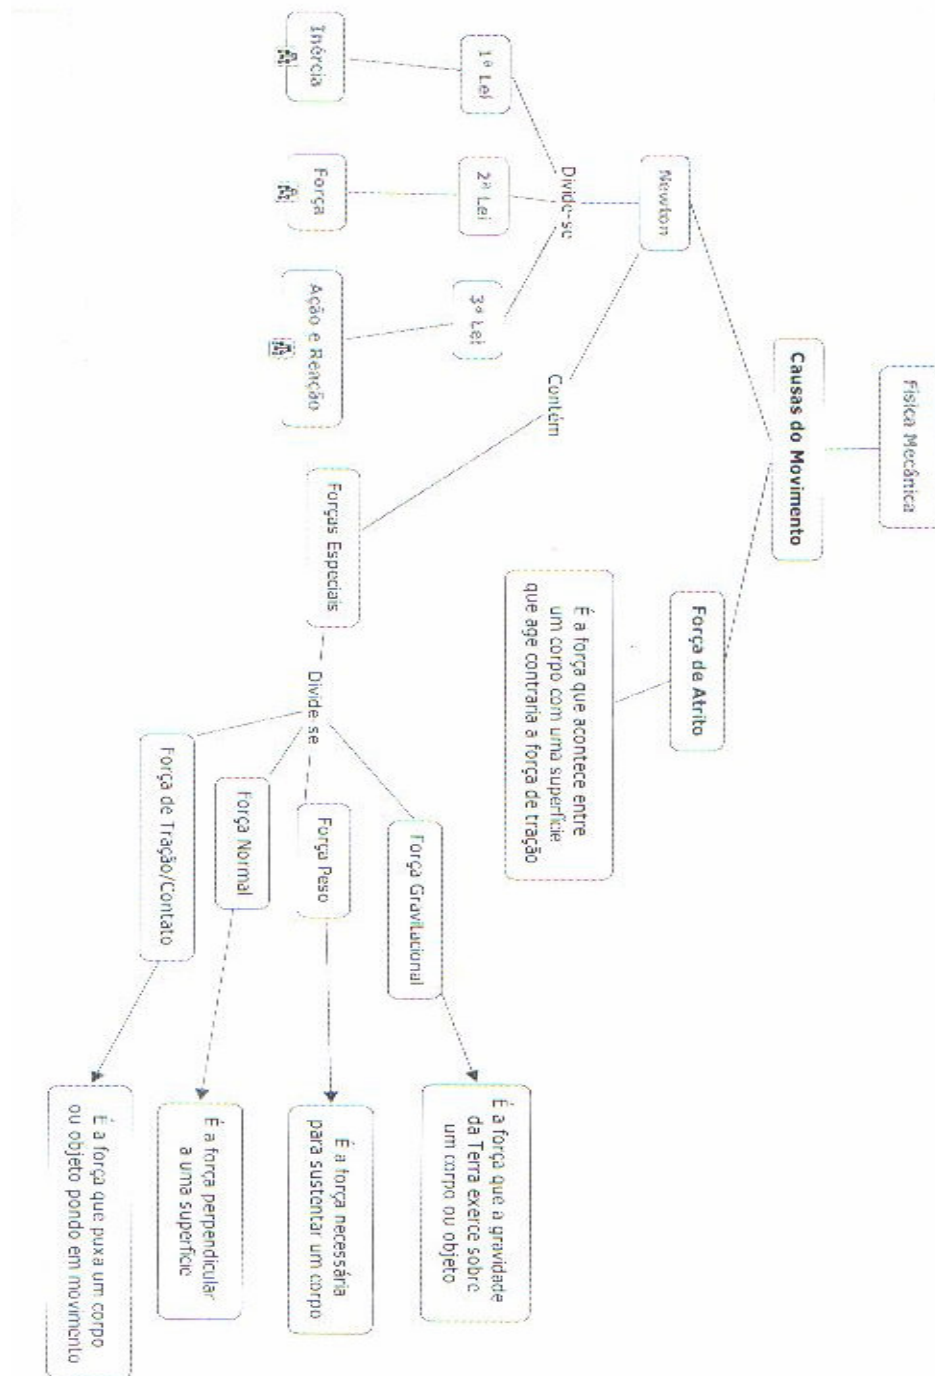 Física Mecânica
Causas do Movimento
Newton
Força de Atrito
É a força que acontece entre
um corpo com uma superfície
que age contraria a força de tração
Divide-se
Contém
1ª Lei
2ª Lei
3ª Lei
Inércia
Força
Ação e Reação
Forças Especiais
Divide-se
Força Gravitacional
Força Peso
Força Normal
Força de Tração/Contato
É a força que a gravidade
da Terra exerce sobre
um corpo ou objeto
É a força necessária
para sustentar um corpo
É a força perpendicular
a uma superfície
É a força que puxa um corpo
ou objeto pondo em movimento